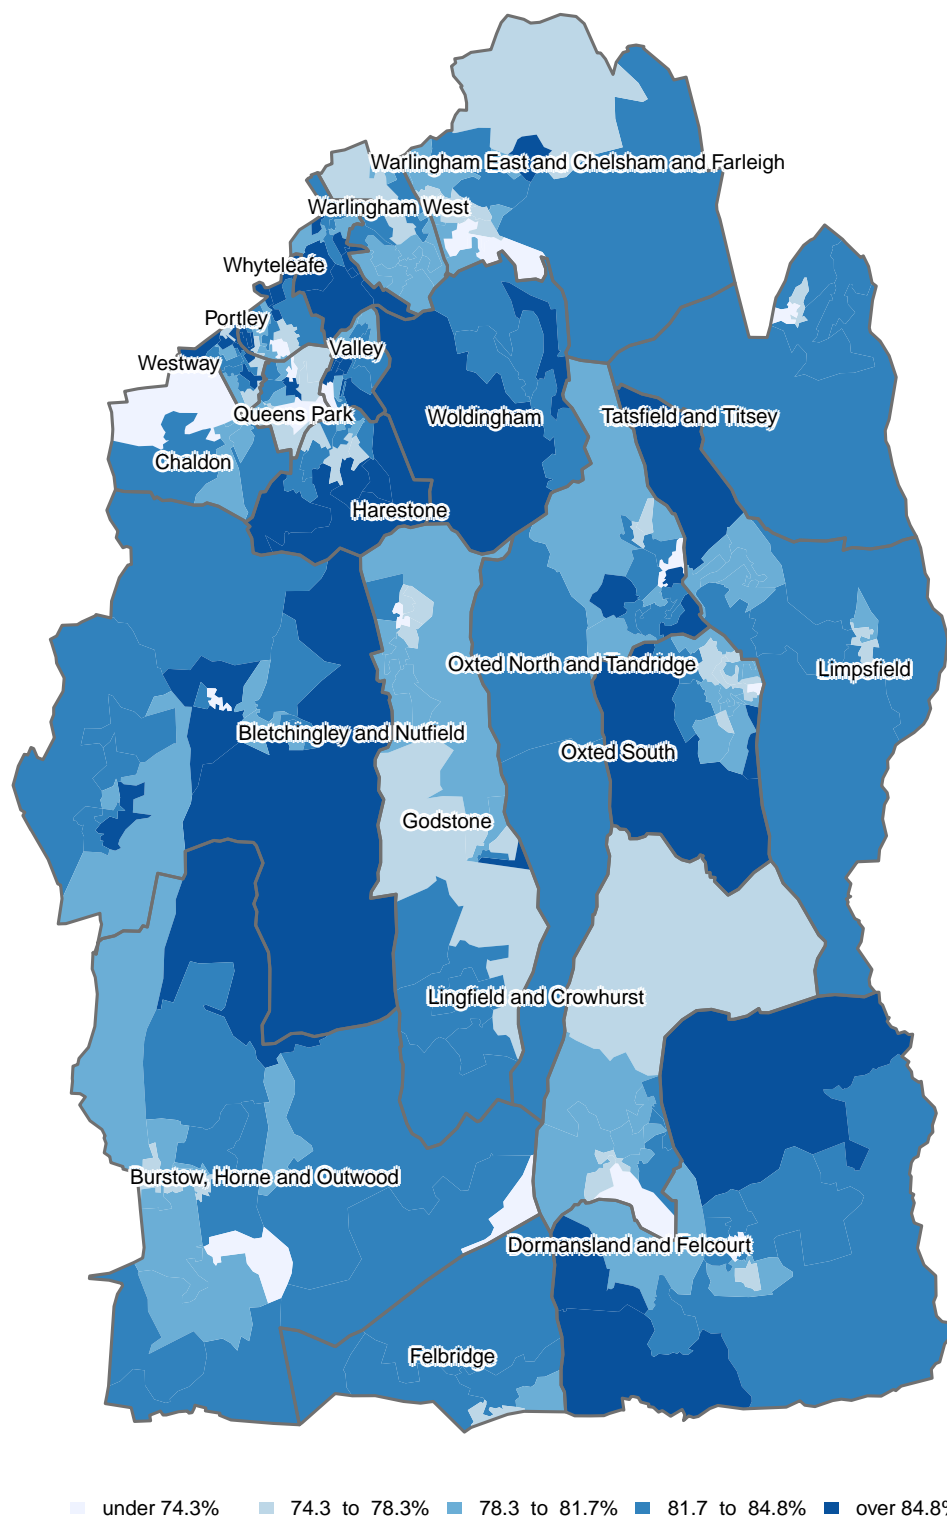 Warlingham East and Chelsham and Farleigh
Warlingham West
Whyteleafe
Portley
Valley
Westway
Queens Park
Woldingham
Tatsfield and Titsey
Chaldon
Harestone
Oxted North and Tandridge
Limpsfield
Bletchingley and Nutfield
Oxted South
Godstone
Lingfield and Crowhurst
Burstow, Horne and Outwood
Dormansland and Felcourt
Felbridge
under 74.3% 74.3 to 78.3% 78.3 to 81.7% 81.7 to 84.8% over 84.8%